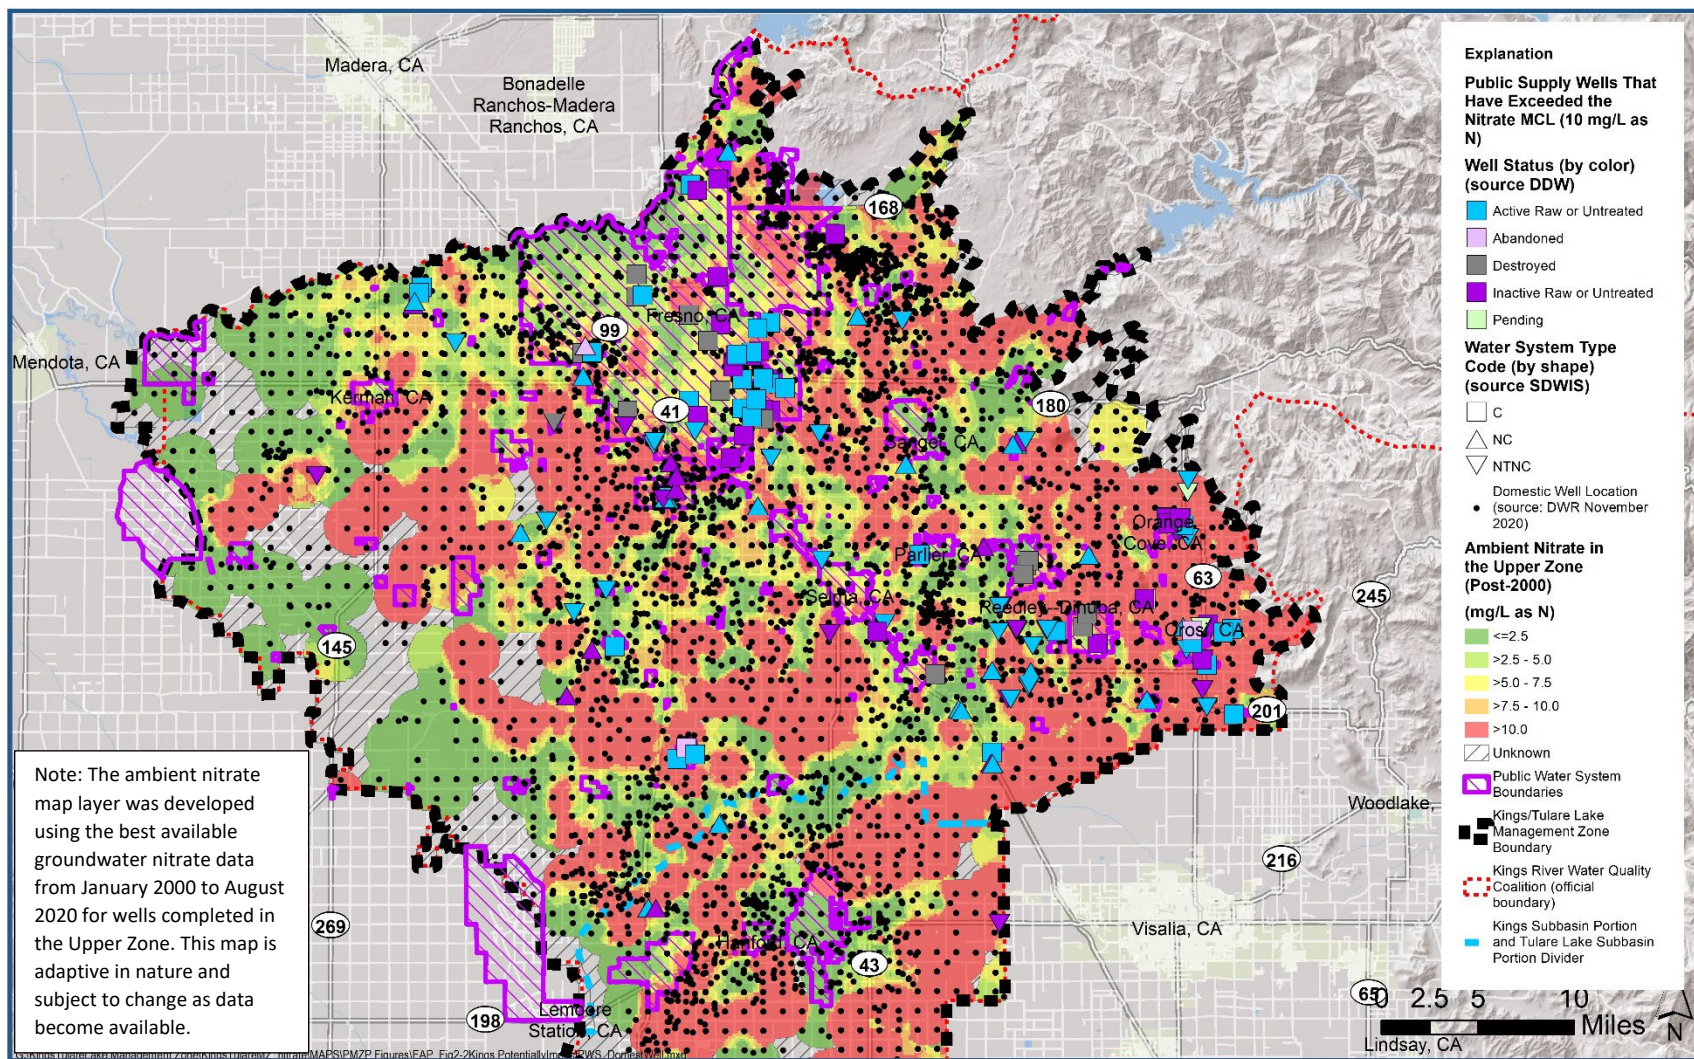 Madera, CA
Bonadelle
Ranchos-Madera
Ranchos, CA
168
Mendota, CA
99
Fresno, CA
Kerman, CA
41
180
Sanger, CA
Orange
Cove, CA
Parlier, CA
63
245
Selma, CA
Reedley--Dinuba, CA
Orosi, CA
145
201
Woodlake,
216
269
Visalia, CA
Hanford, CA
43
198
Lemoore
Station, CA
65
Lindsay, CA
Note: The ambient nitrate
map layer was developed
using the best available
groundwater nitrate data
from January 2000 to August
2020 for wells completed in
the Upper Zone. This map is
adaptive in nature and
subject to change as data
become available.
Explanation
Public Supply Wells That
Have Exceeded the
Nitrate MCL (10 mg/L as
N)
Well Status (by color)
(source DDW)
Active Raw or Untreated
Abandoned
Destroyed
Inactive Raw or Untreated
Pending
Water System Type
Code (by shape)
(source SDWIS)
C
NC
NTNC
Domestic Well Location
(source: DWR November
2020)
Ambient Nitrate in
the Upper Zone
(Post-2000)
(mg/L as N)
<=2.5
>2.5 - 5.0
>5.0 - 7.5
>7.5 - 10.0
>10.0
Unknown
Public Water System
Boundaries
Kings/Tulare Lake
Management Zone
Boundary
Kings River Water Quality
Coalition (official
boundary)
Kings Subbasin Portion
and Tulare Lake Subbasin
Portion Divider
0 2.5 5 10
Miles
N